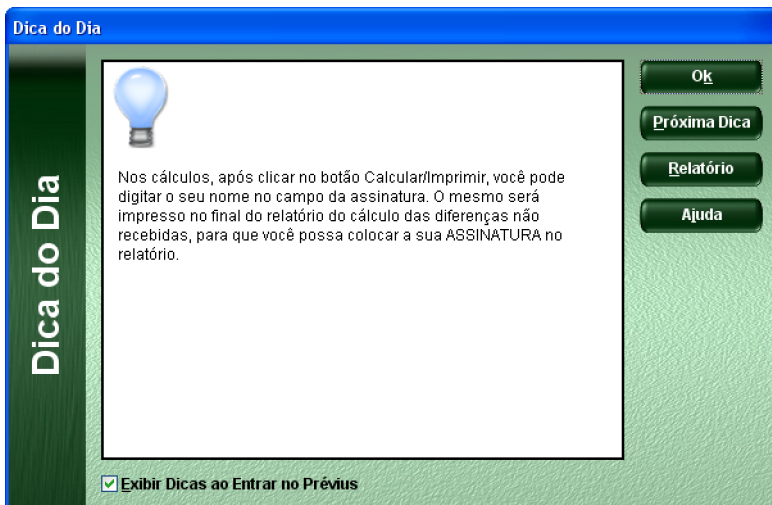 Dica do Dia
Dica do Dia
Nos cálculos, após clicar no botão Calcular/Imprimir, você pode
digitar o seu nome no campo da assinatura. O mesmo será
impresso no final do relatório do cálculo das diferenças não
recebidas, para que você possa colocar a sua ASSINATURA no
relatório.
Ok
Próxima Dica
Relatório
Ajuda
Exibir Dicas ao Entrar no Prévius